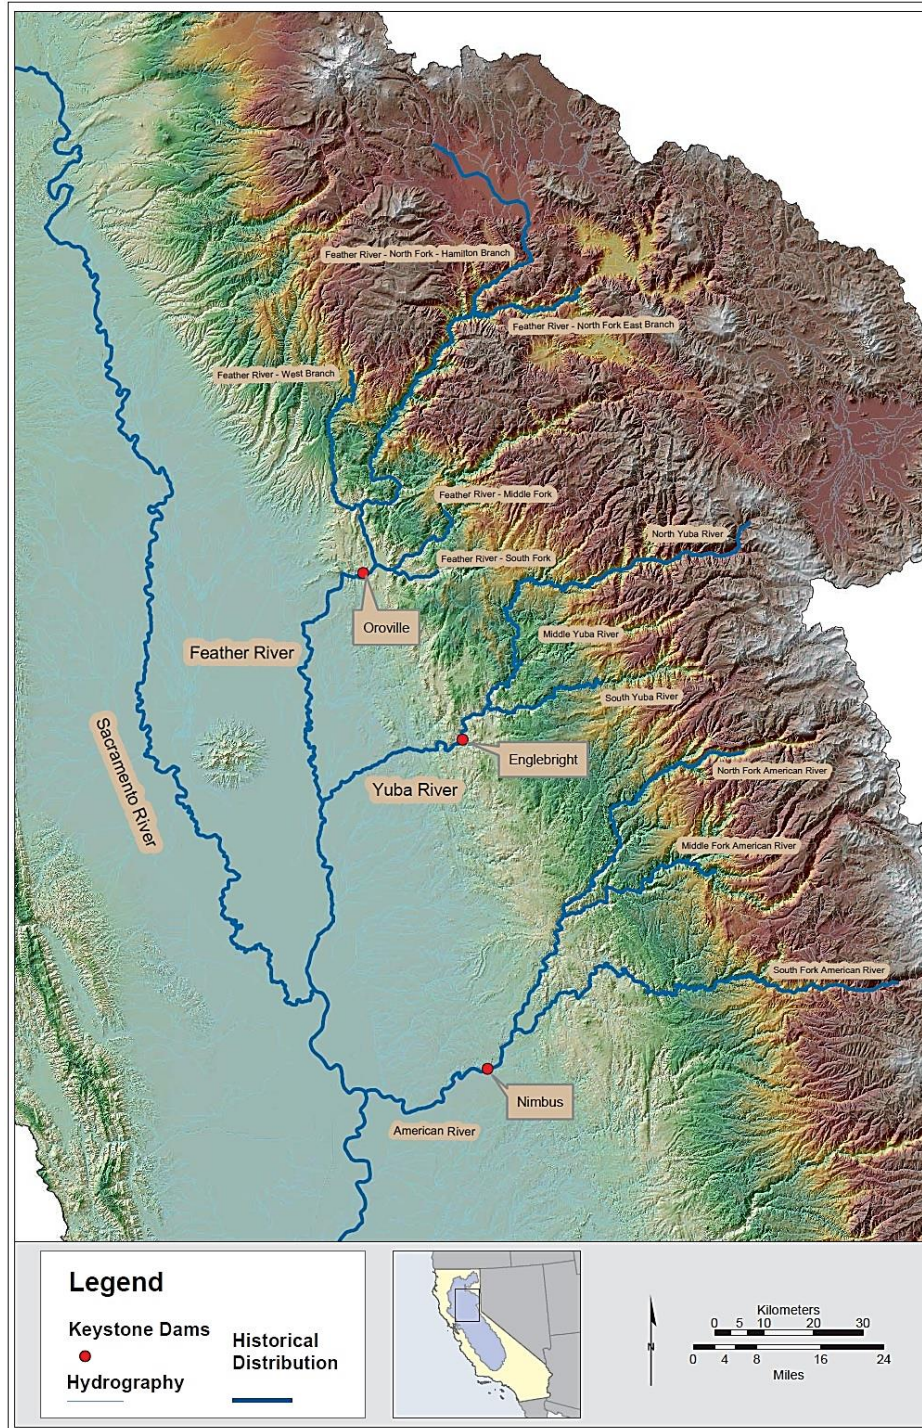 Feather River - North Fork - Hamilton Branch
Feather River - North Fork East Branch
Feather River - West Branch
Feather River - Middle Fork
North Yuba River
Feather River - South Fork
Oroville
Middle Yuba River
Feather River
South Yuba River
Sacramento River
Englebright
North Fork American River
Yuba River
Middle Fork American River
South Fork American River
Nimbus
American River
Legend
Keystone Dams
Historical
Distribution
Hydrography
N
Kilometers
0 5 10 20 30
0 4 8 16 24
Miles